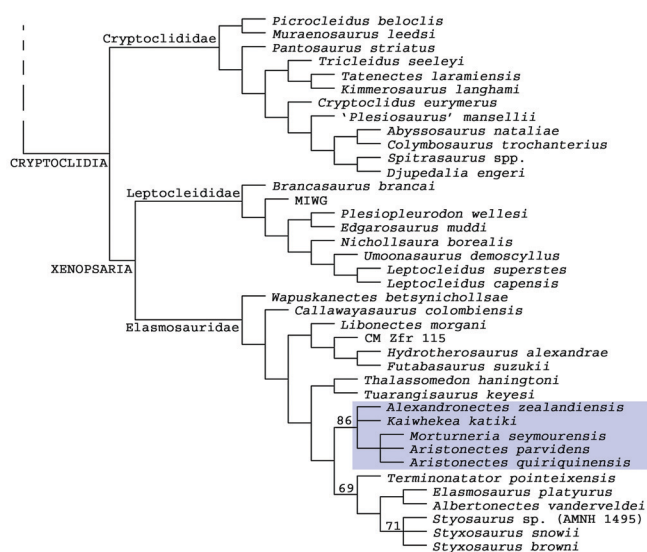 Picrocleidus beloclis
Muraenosaurus leedsi
Cryptoclididae
Pantosaurus striatus
Tricleidus seeleyi
Tatenectes laramiensis
Kimmerosaurus langhami
Cryptoclidus eurymerus
'Plesiosaurus' mansellii
Abyssosaurus nataliae
Colymbosaurus trochanterius
CRYPTOCLIDIA
Spitrasaurus spp.
Djupedalia engeri
Leptocleididae
Brancasaurus brancai
MIWG
Plesiopleurodon wellesi
Edgarosaurus muddi
Nichollsaura borealis
Umoonasaurus demoscyllus
XENOPSARIA
Leptocleidus superstes
Leptocleidus capensis
Wapuskanectes betsynichollsae
Callawayasaurus colombiensis
Elasmosauridae
Libonectes morgani
CM Zfr 115
Hydrotherosaurus alexandrae
Futabasaurus suzukii
Thalassomedon haningtoni
Tuarangisaurus keyesi
Alexandronectes zealandiensis
86
Kaiwhekea katiki
Morturneria seymourensis
Aristonectes parvidens
Aristonectes quiriquinensis
Terminonatator pointeixensis
69
Elasmosaurus platyurus
Albertonectes vanderveldei
Styosaurus sp. (AMNH 1495)
71
Styxosaurus snowii
Styxosaurus browni